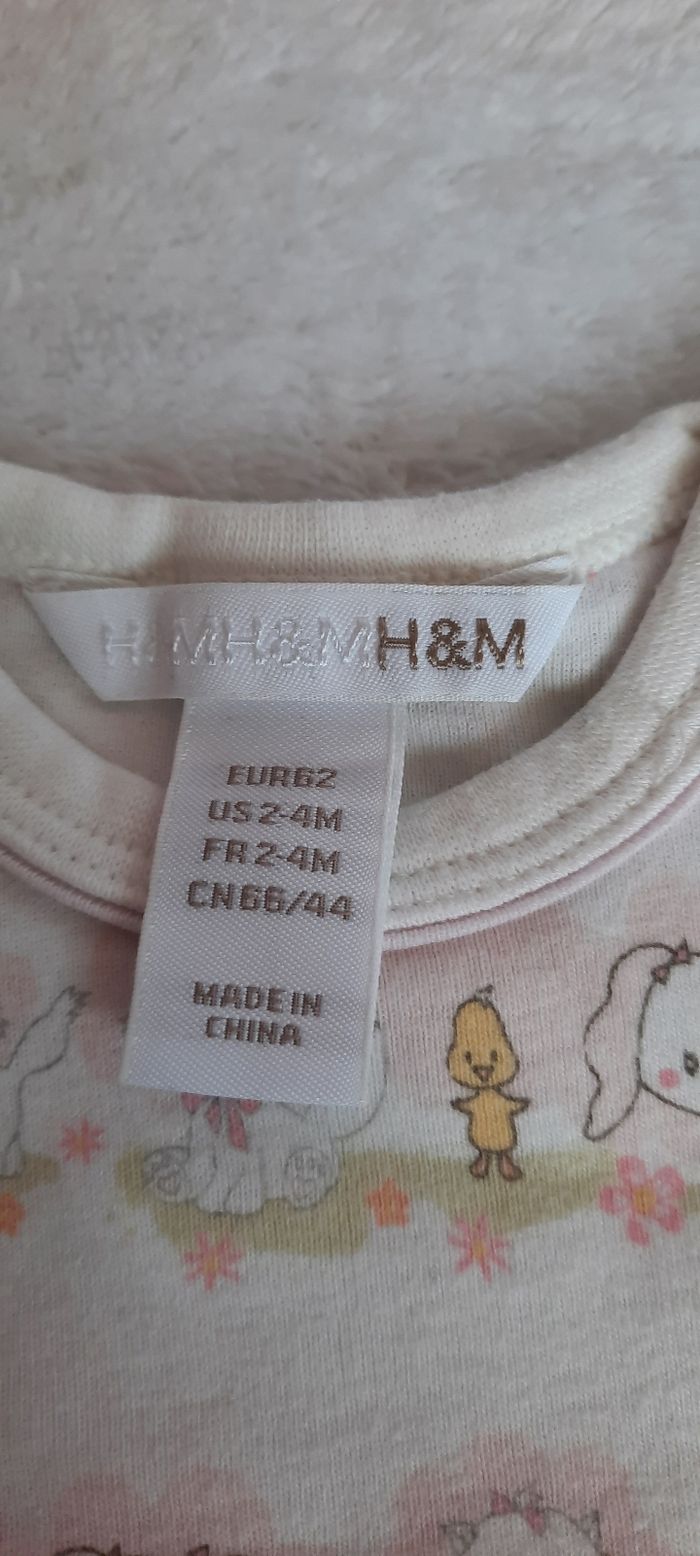 H&MH&MH&M
EUR62
US 2-4M
FR 2-4M
CN66/44
MADE IN
CHINA